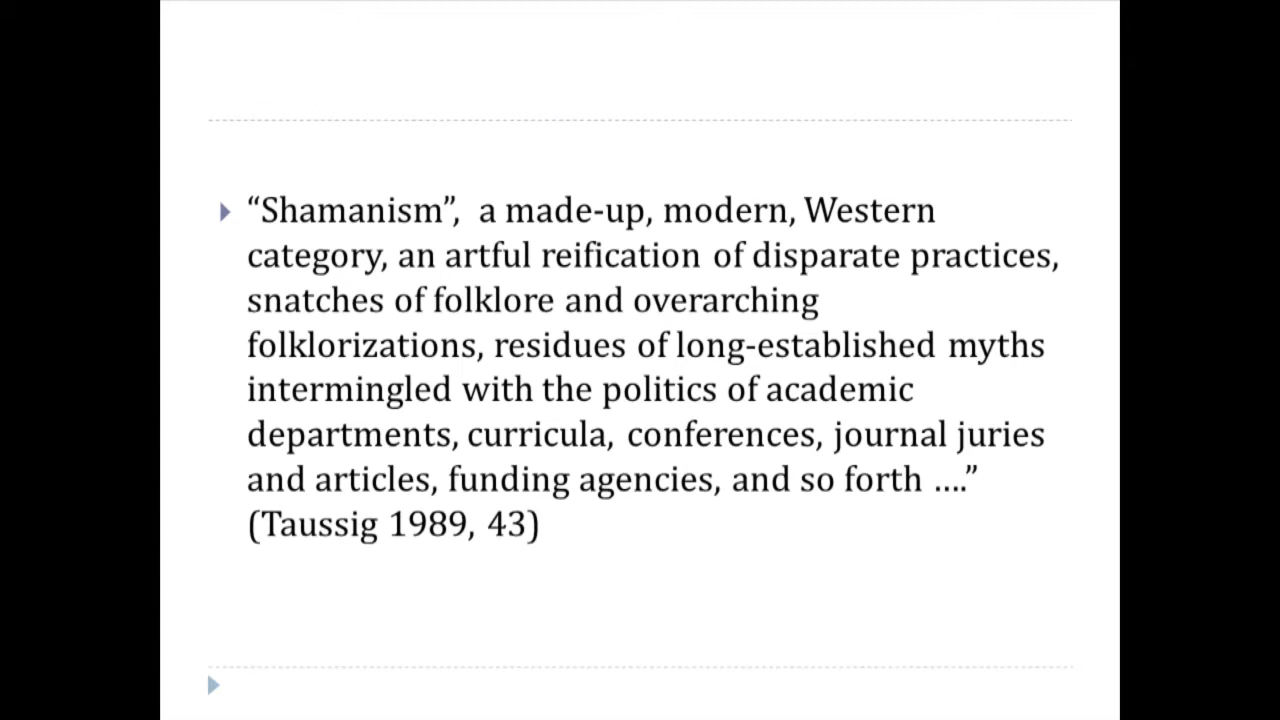 “Shamanism”,  a made-up, modern, Western
category, an artful reification of disparate practices,
snatches of folklore and overarching
folklorizations, residues of long-established myths
intermingled with the politics of academic
departments, curricula, conferences, journal juries
and articles, funding agencies, and so forth ….”
(Taussig 1989, 43)